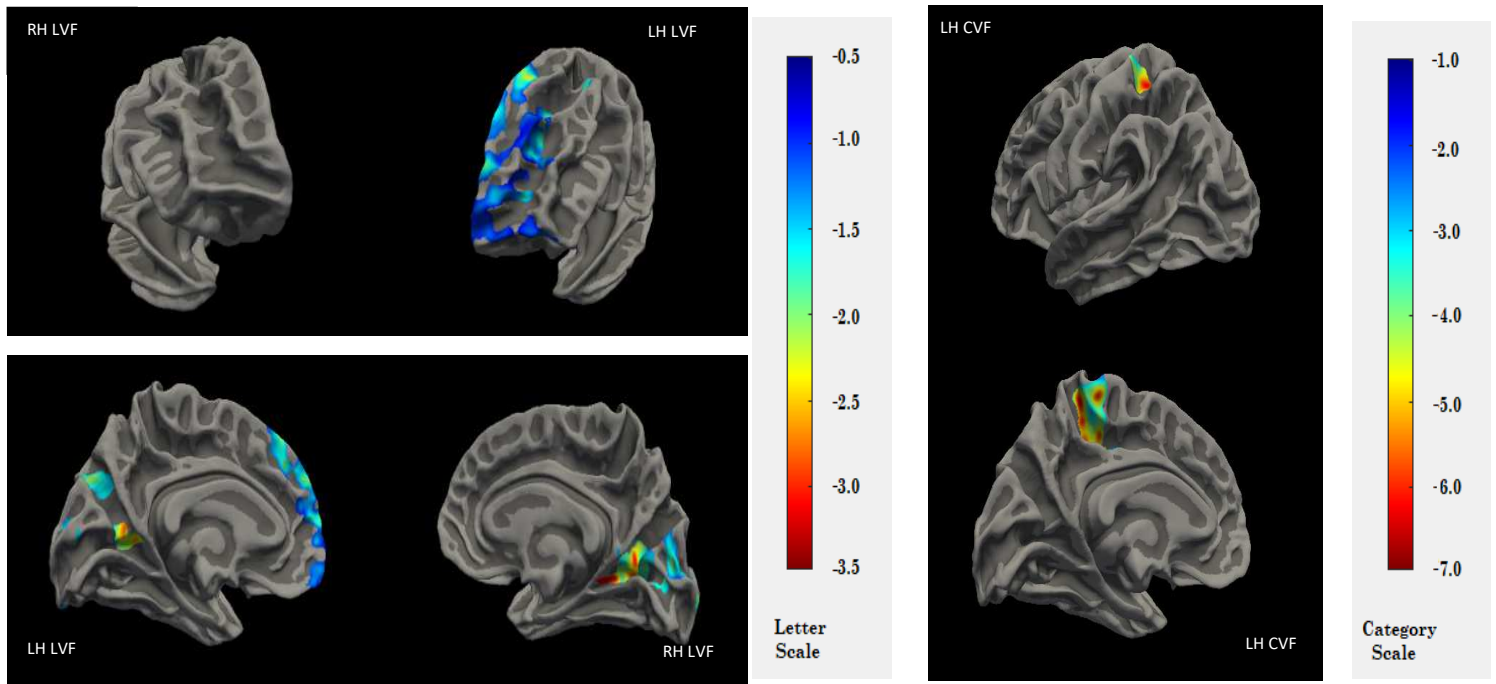 RH LVF
LH LVF
LH LVF
RH LVF
-0.5
-1.0
-1.5
-2.0
-2.5
-3.0
-3.5
Letter
Scale
LH CVF
LH CVF
-1.0
-2.0
-3.0
-4.0
-5.0
-6.0
-7.0
Category
Scale